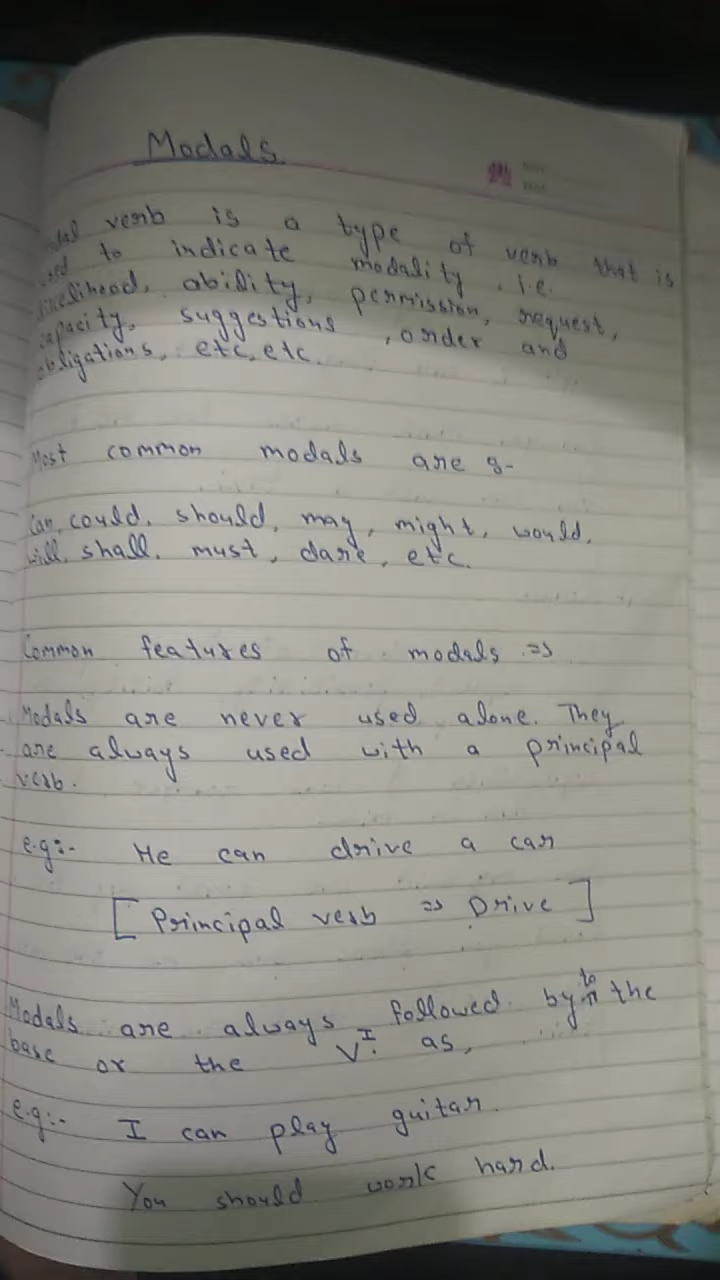 Modals
verb is a type of verb that is
to indicate modality, i.e.
likelihood, ability, permission, request,
capacity, suggestions, order and
obligations, etc, etc.
Most common modals are :-
Can, could, should, may, might, would,
will, shall, must, dare, etc.
Common features of modals =>
Modals are never used alone. They
are always used with a principal
verb.
e.g:- He can drive a car
[ Principal verb => Drive ]
Modals are always followed by to the
base or the V I. as,
e.g:- I can play guitar.
You should work hard.